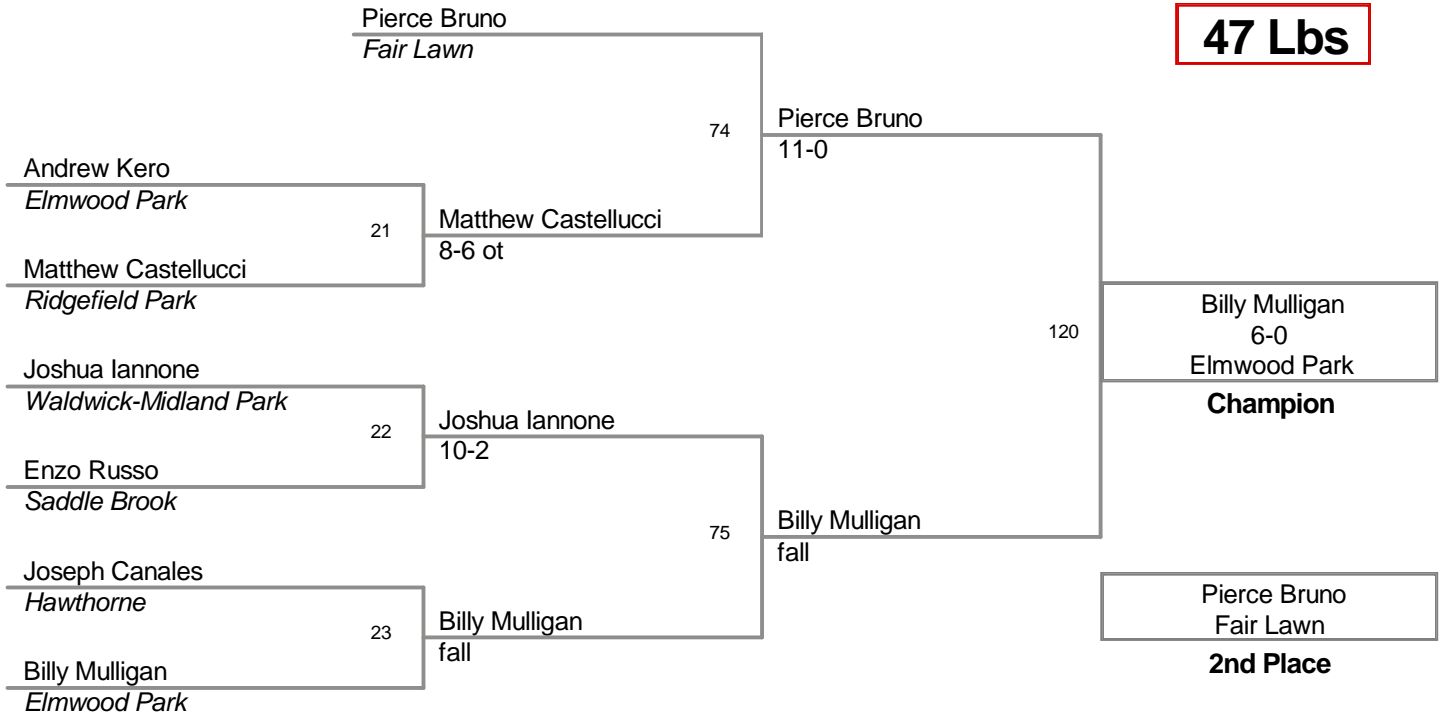 Pierce Bruno
Fair Lawn
47 Lbs
74
Pierce Bruno
11-0
Andrew Kero
Elmwood Park
21
Matthew Castellucci
8-6 ot
Matthew Castellucci
Ridgefield Park
120
Billy Mulligan
6-0
Elmwood Park
Champion
Joshua Iannone
Waldwick-Midland Park
22
Joshua Iannone
10-2
Enzo Russo
Saddle Brook
75
Billy Mulligan
fall
Joseph Canales
Hawthorne
23
Billy Mulligan
fall
Billy Mulligan
Elmwood Park
Pierce Bruno
Fair Lawn
2nd Place